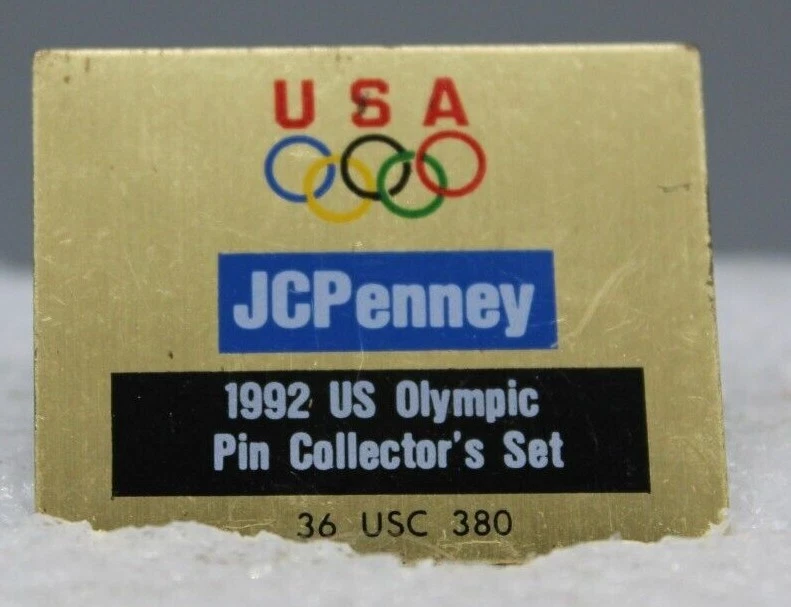 USA
JCPenney
1992 US Olympic
Pin Collector's Set
36 USC 380